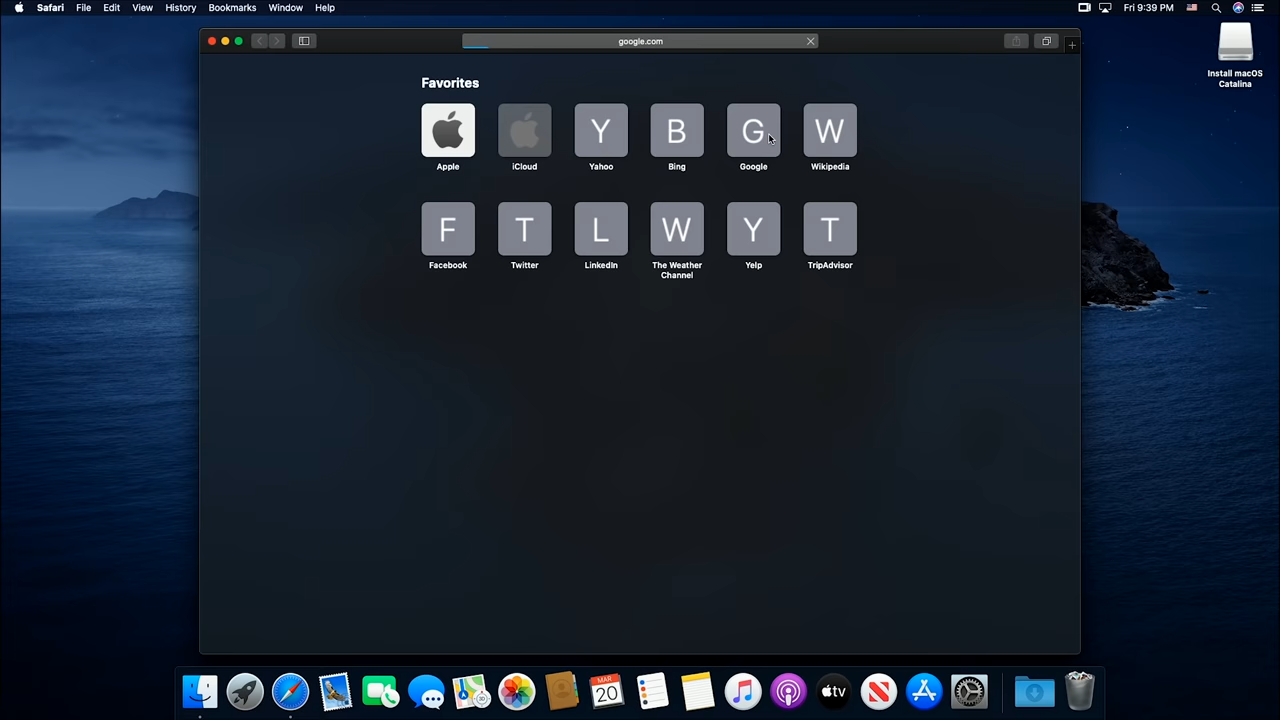 Safari File Edit View History Bookmarks Window Help
Fri 9:39 PM
google.com
Install macOS
Catalina
Favorites
Y B G W
Apple iCloud Yahoo Bing Google Wikipedia
F T L W Y T
Facebook Twitter LinkedIn The Weather Channel Yelp TripAdvisor
MAR
20
3D
tv